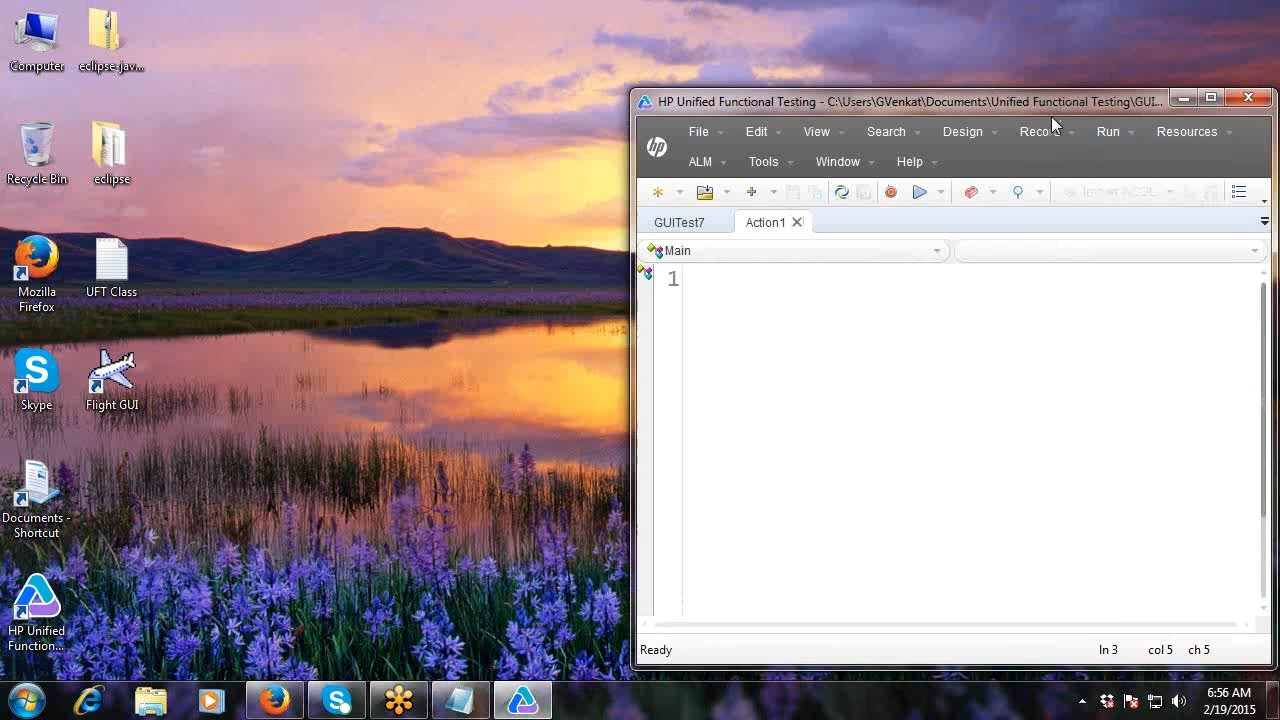 Computer
eclipse-jav...
Recycle Bin
eclipse
Mozilla
Firefox
UFT Class
Skype
Flight GUI
Documents -
Shortcut
HP Unified
Function...
HP Unified Functional Testing - C:\Users\GVenkat\Documents\Unified Functional Testing\GUI...
hp
File Edit View Search Design Run Resources
ALM Tools Window Help
GUITest7 Action1
Main
1
Ready ln 3 col 5 ch 5
6:56 AM
2/19/2015